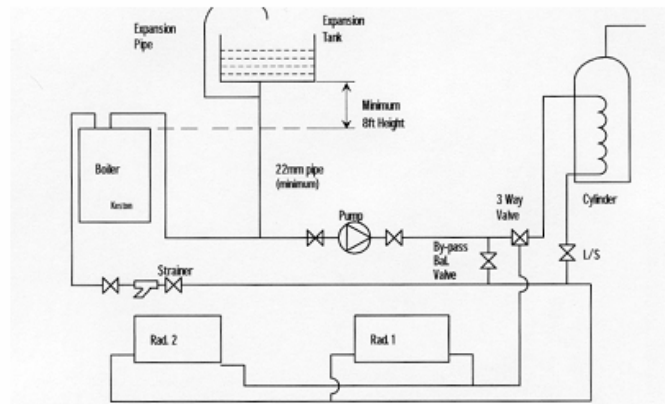 Expansion
Pipe
Expansion
Tank
Minimum
8ft Height
Boiler
Keston
22mm pipe
(minimum)
Pump
3 Way
Valve
Cylinder
By-pass
Bal.
Valve
L/S
Strainer
Rad. 2
Rad. 1